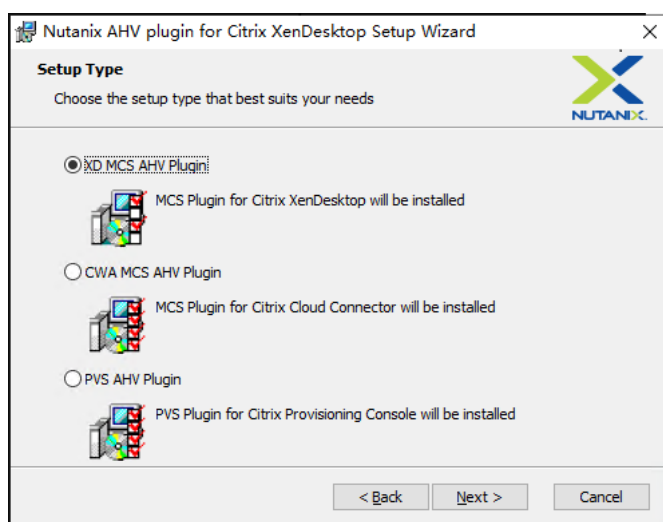 Nutanix AHV plugin for Citrix XenDesktop Setup Wizard
Setup Type
Choose the setup type that best suits your needs
NUTANIX.
XD MCS AHV Plugin
MCS Plugin for Citrix XenDesktop will be installed
CWA MCS AHV Plugin
MCS Plugin for Citrix Cloud Connector will be installed
PVS AHV Plugin
PVS Plugin for Citrix Provisioning Console will be installed
< Back Next > Cancel